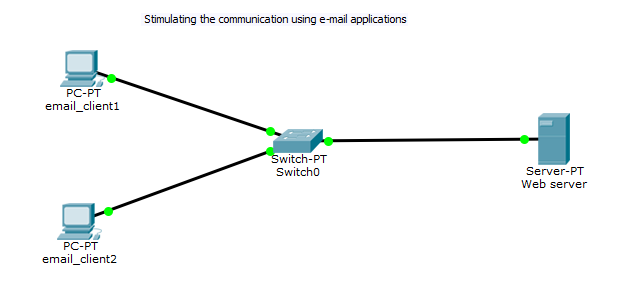 Stimulating the communication using e-mail applications
PC-PT
email_client1
Switch-PT
Switch0
Server-PT
Web server
PC-PT
email_client2